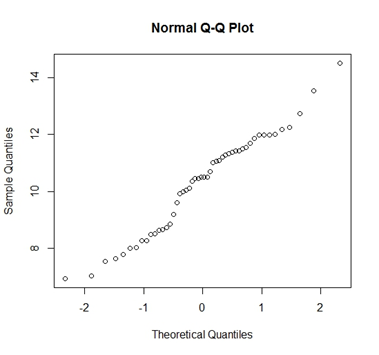 Normal Q-Q Plot
14
12
10
8
Sample Quantiles
-2 -1 0 1 2
Theoretical Quantiles